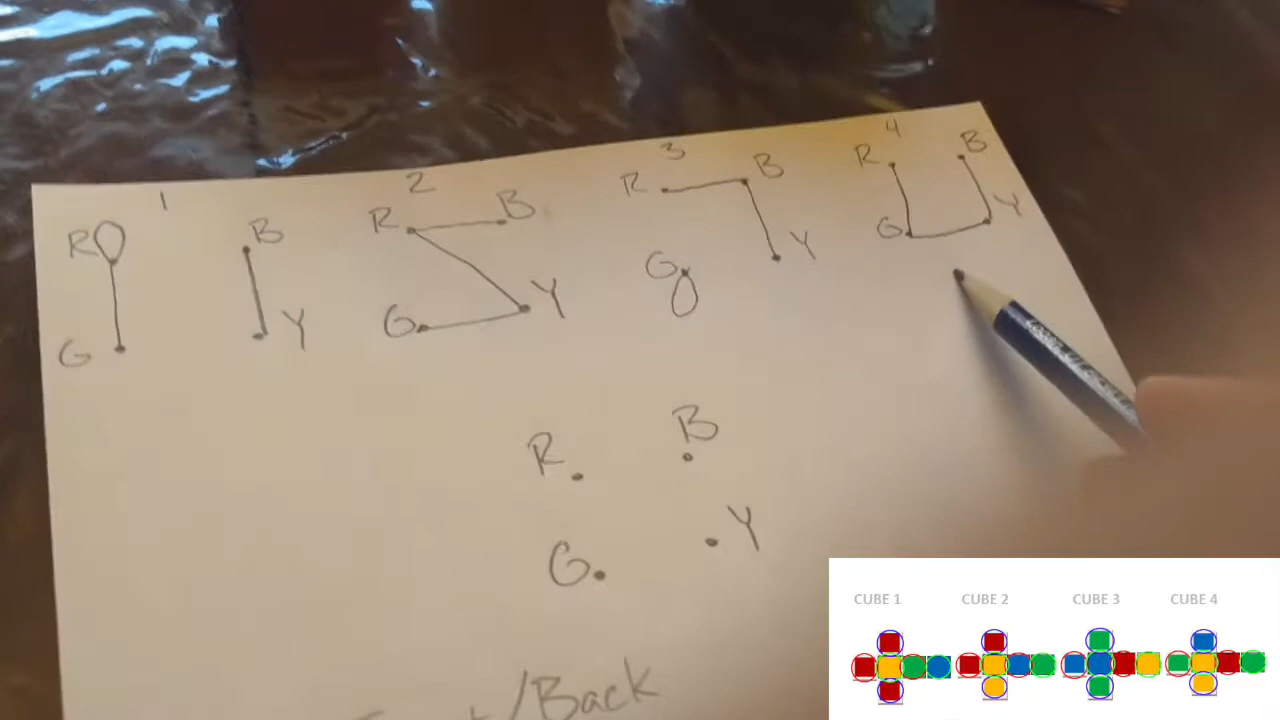 1 2 3 4
R B R B R B R B
G Y G Y G Y G Y
R B
G Y
/Back
CUBE 1 CUBE 2 CUBE 3 CUBE 4